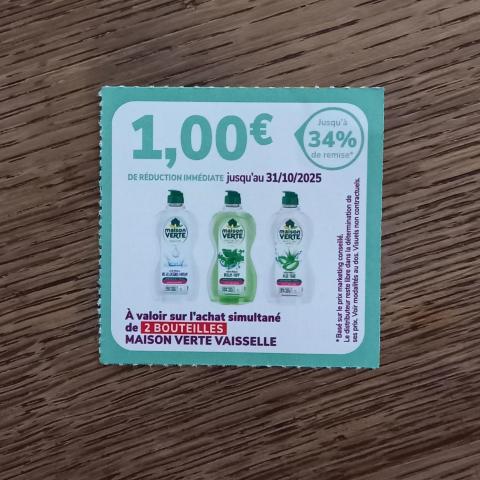 1,00€
Jusqu'à
34%
de remise*
DE RÉDUCTION IMMÉDIATE jusqu'au 31/10/2025
maison
VERTE
maison
VERTE
maison
VERTE
À valoir sur l'achat simultané
de 2 BOUTEILLES
MAISON VERTE VAISSELLE
* Basé sur le prix marketing conseillé.
Le distributeur reste libre dans la détermination de
ses prix. Voir modalités au dos. Visuels non contractuels.